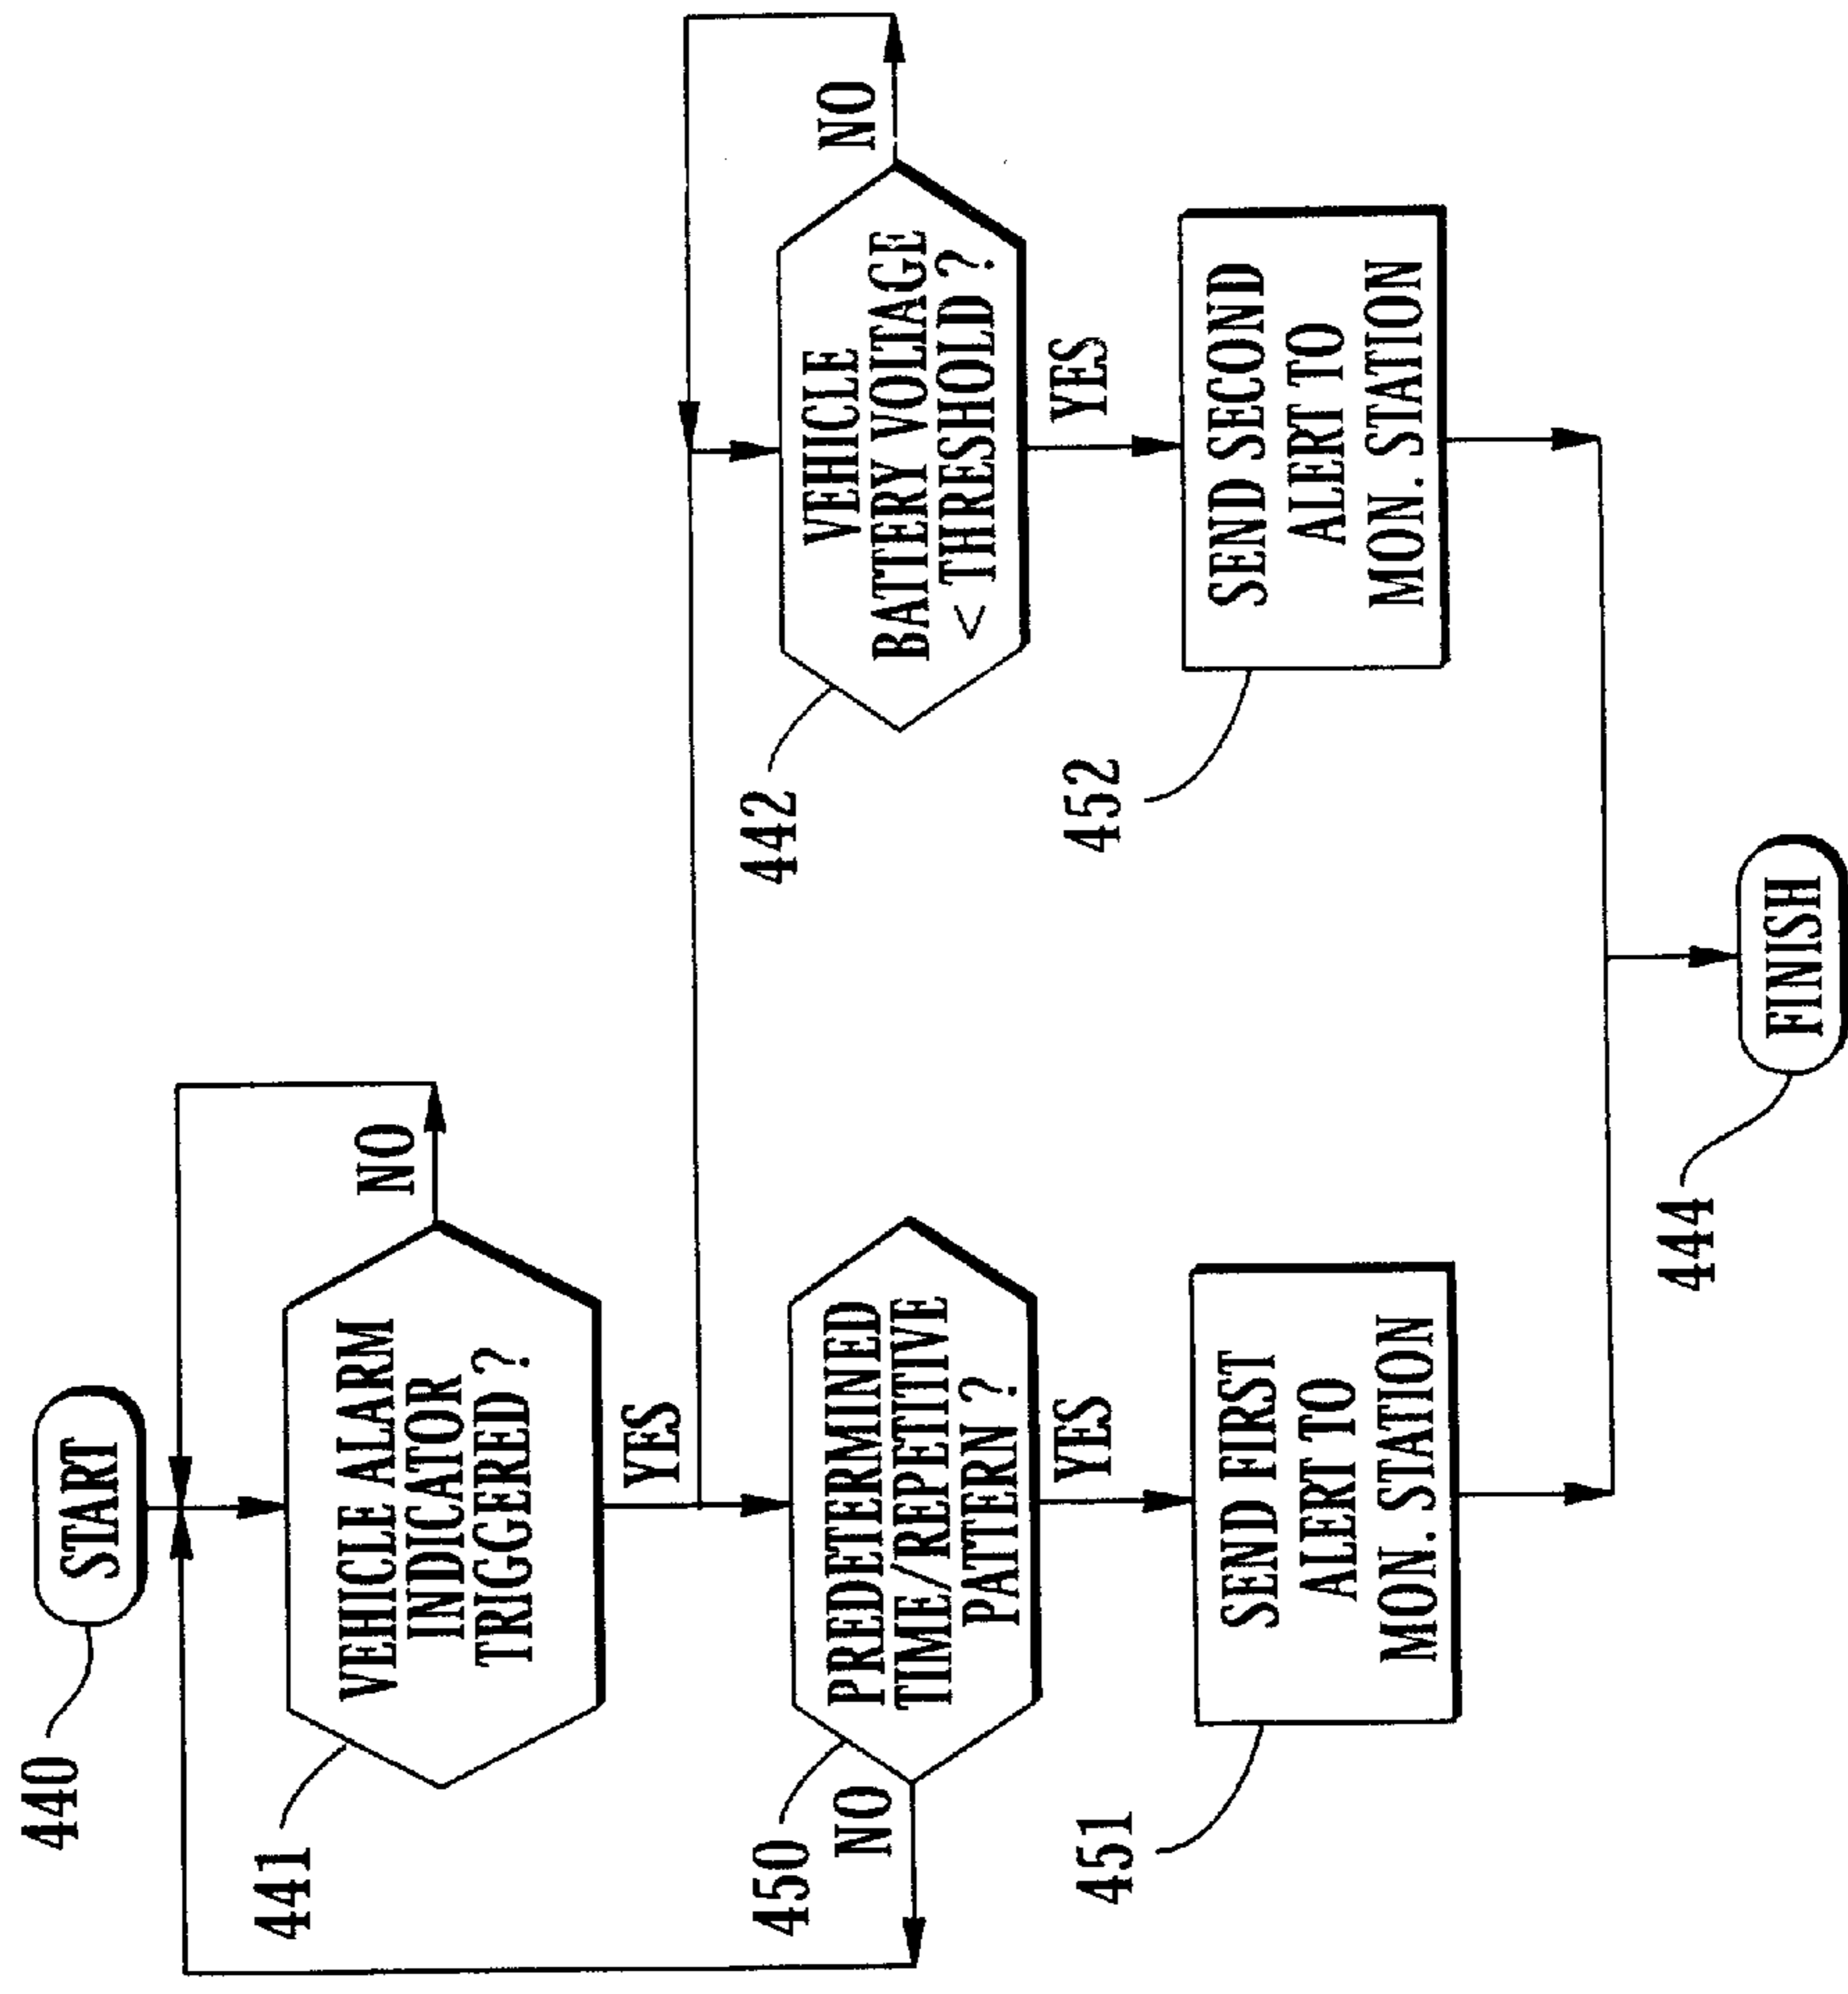 440
START
441
VEHICLE ALARM
INDICATOR
TRIGGERED ?
NO
YES
450
PREDETERMINED
TIME/REPETITIVE
PATTERN ?
NO
YES
442
VEHICLE
BATTERY VOLTAGE
< THRESHOLD ?
NO
YES
451
SEND FIRST
ALERT TO
MON. STATION
452
SEND SECOND
ALERT TO
MON. STATION
444
FINISH